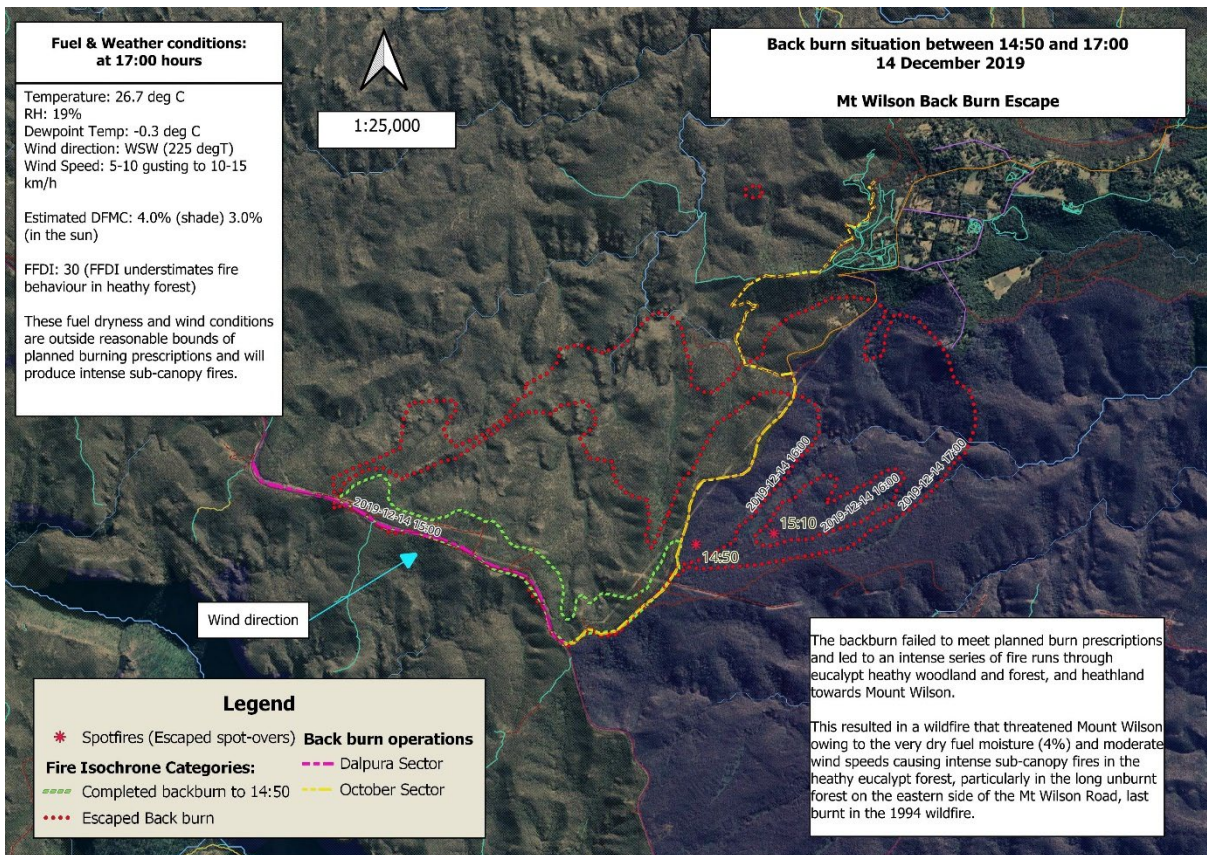 Fuel & Weather conditions:
at 17:00 hours
Temperature: 26.7 deg C
RH: 19%
Dewpoint Temp: -0.3 deg C
Wind direction: WSW (225 degT)
Wind Speed: 5-10 gusting to 10-15
km/h
Estimated DFMC: 4.0% (shade) 3.0%
(in the sun)
FFDI: 30 (FFDI understimates fire
behaviour in heathy forest)
These fuel dryness and wind conditions
are outside reasonable bounds of
planned burning prescriptions and will
produce intense sub-canopy fires.
1:25,000
Back burn situation between 14:50 and 17:00
14 December 2019
Mt Wilson Back Burn Escape
2019-12-14 15:00
2019-12-14 16:00
2019-12-14 16:00
2019-12-14 17:00
15:10
14:50
Wind direction
Legend
Spotfires (Escaped spot-overs)
Fire Isochrone Categories:
Completed backburn to 14:50
Escaped Back burn
Back burn operations
Dalpura Sector
October Sector
The backburn failed to meet planned burn prescriptions
and led to an intense series of fire runs through
eucalypt heathy woodland and forest, and heathland
towards Mount Wilson.
This resulted in a wildfire that threatened Mount Wilson
owing to the very dry fuel moisture (4%) and moderate
wind speeds causing intense sub-canopy fires in the
heathy eucalypt forest, particularly in the long unburnt
forest on the eastern side of the Mt Wilson Road, last
burnt in the 1994 wildfire.